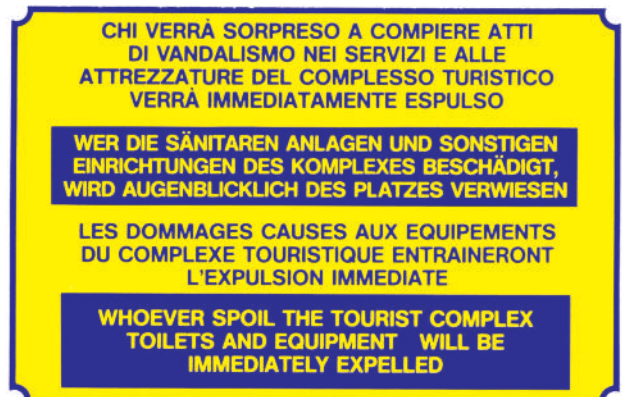 CHI VERRÀ SORPRESO A COMPIERE ATTI
DI VANDALISMO NEI SERVIZI E ALLE
ATTREZZATURE DEL COMPLESSO TURISTICO
VERRÀ IMMEDIATAMENTE ESPULSO
WER DIE SÄNITAREN ANLAGEN UND SONSTIGEN
EINRICHTUNGEN DES KOMPLEXES BESCHÄDIGT,
WIRD AUGENBLICKLICH DES PLATZES VERWIESEN
LES DOMMAGES CAUSES AUX EQUIPEMENTS
DU COMPLEXE TOURISTIQUE ENTRAINERONT
L'EXPULSION IMMEDIATE
WHOEVER SPOIL THE TOURIST COMPLEX
TOILETS AND EQUIPMENT WILL BE
IMMEDIATELY EXPELLED